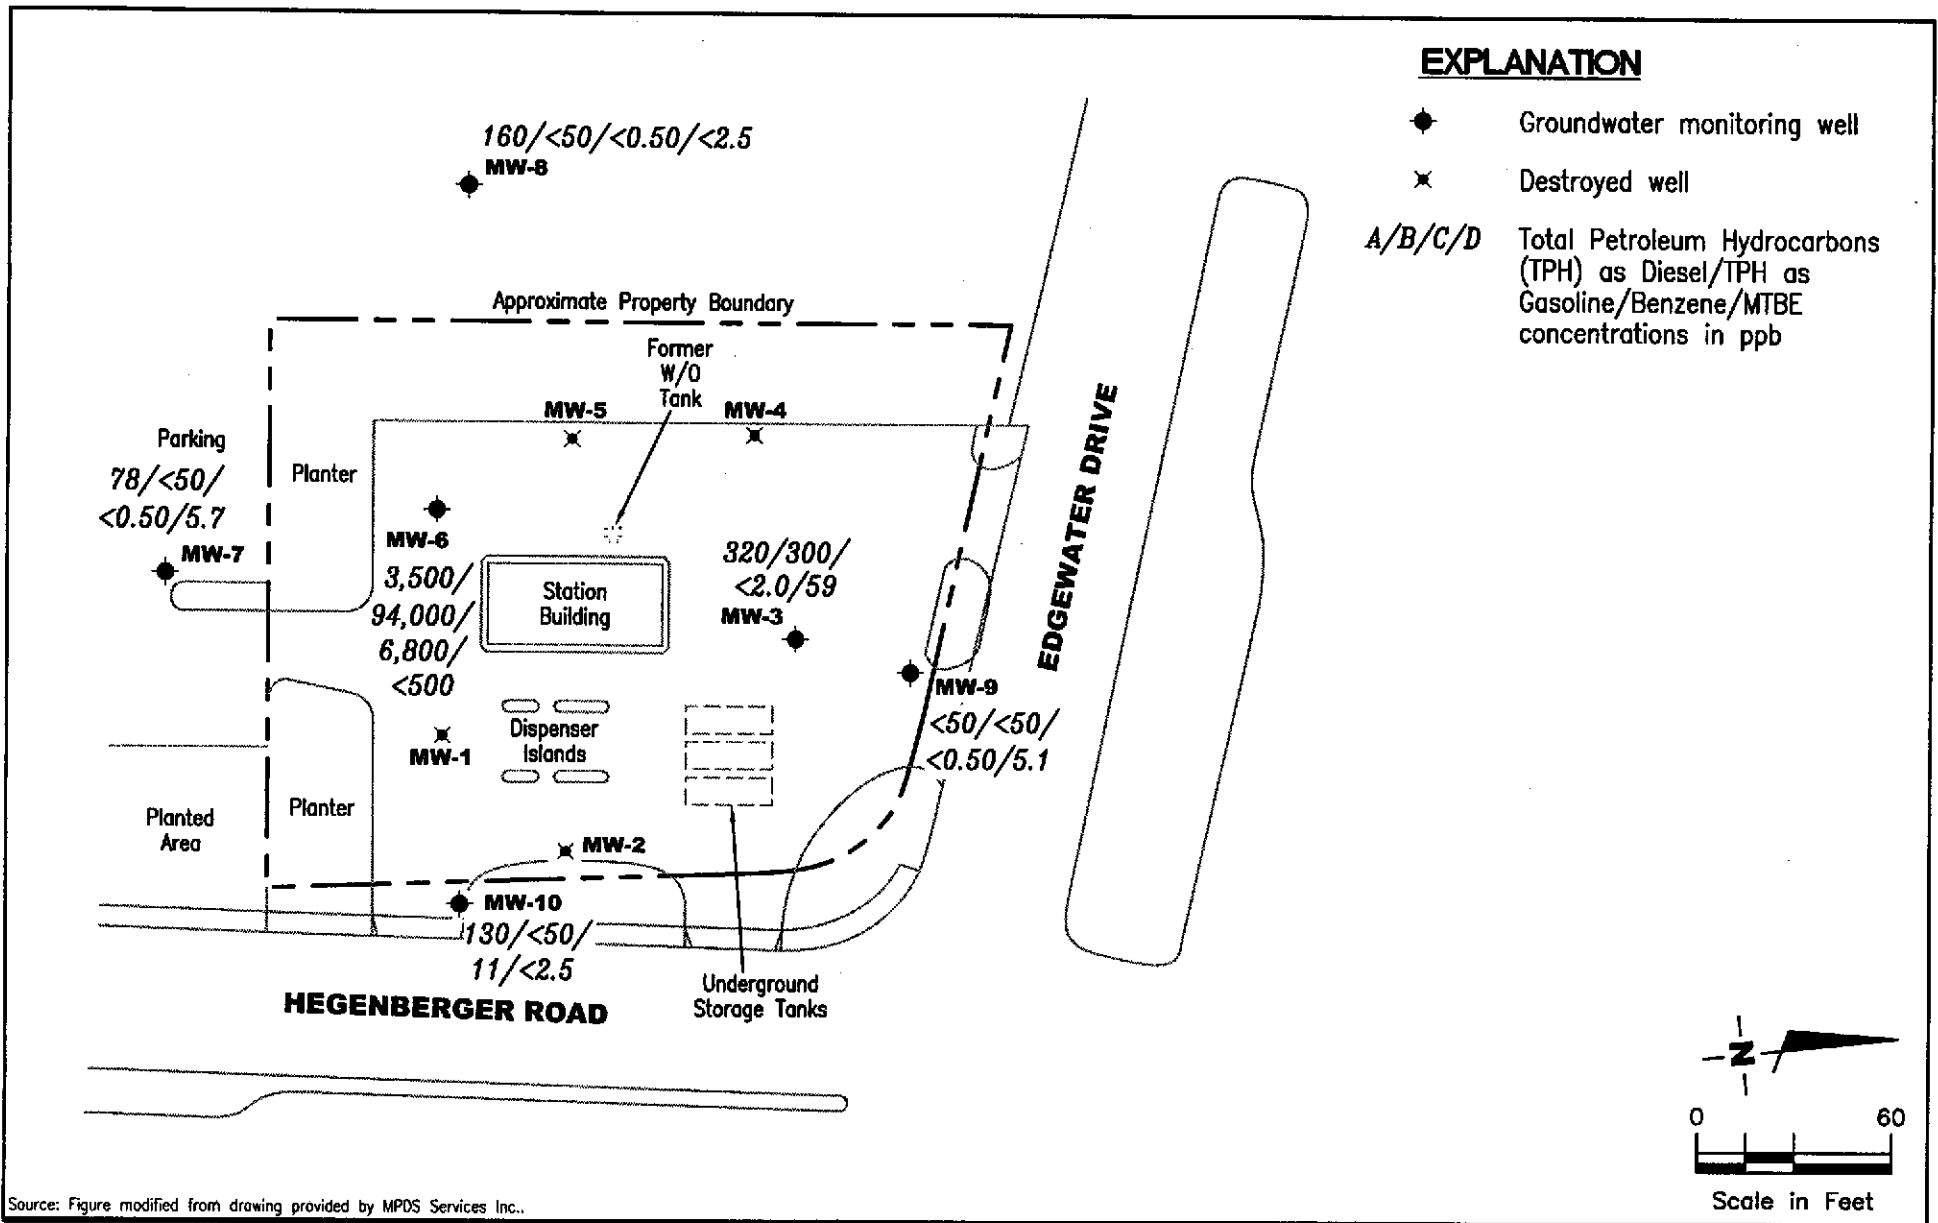 EXPLANATION
Groundwater monitoring well
Destroyed well
A/B/C/D Total Petroleum Hydrocarbons
(TPH) as Diesel/TPH as
Gasoline/Benzene/MTBE
concentrations in ppb
160/<50/<0.50/<2.5
MW-8
Approximate Property Boundary
Former
W/O
Tank
MW-5
MW-4
Parking
78/<50/
<0.50/5.7
MW-7
Planter
MW-6
3,500/
94,000/
6,800/
<500
Station
Building
320/300/
<2.0/59
MW-3
EDGEWATER DRIVE
MW-9
<50/<50/
<0.50/5.1
MW-1
Dispenser
Islands
Planted
Area
Planter
MW-2
MW-10
130/<50/
11/<2.5
Underground
Storage Tanks
HEGENBERGER ROAD
N
0 60
Scale in Feet
Source: Figure modified from drawing provided by MPDS Services Inc..